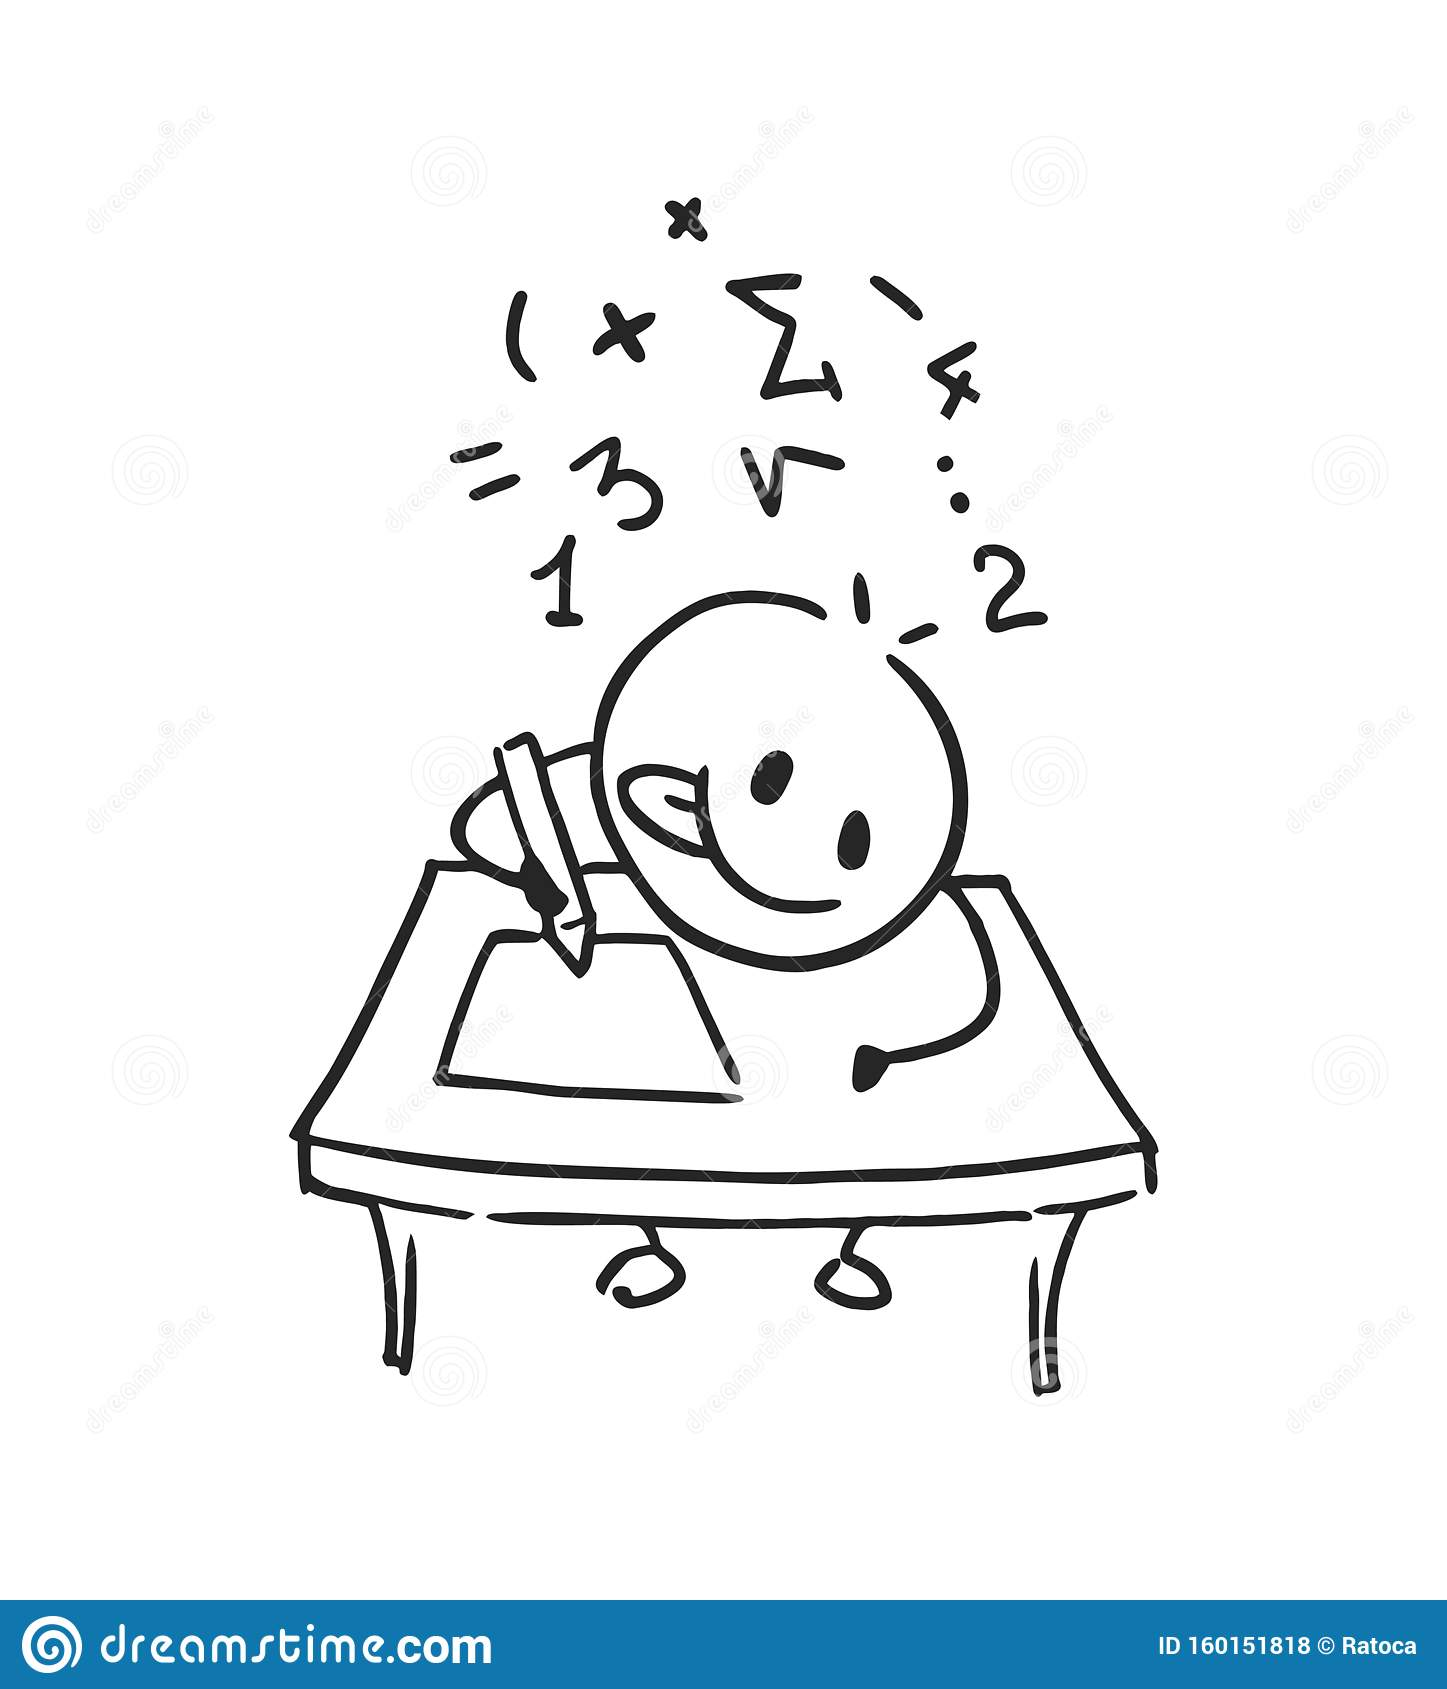 ×
( × Σ \
4
= 3 √ :
1 2
dreamstime.com
ID 160151818 © Ratoca